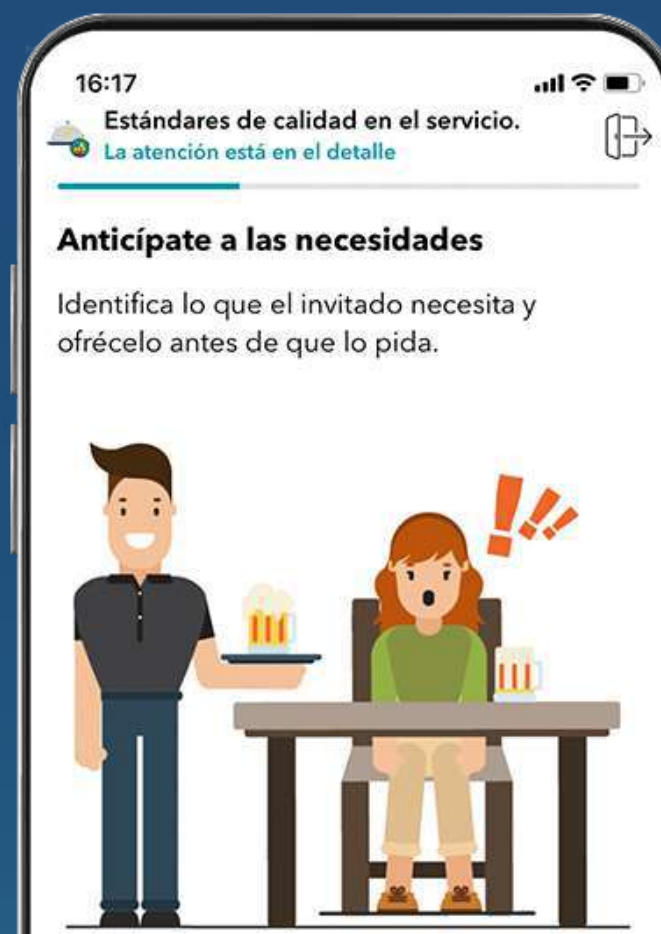 16:17
Estándares de calidad en el servicio.
La atención está en el detalle
Anticípate a las necesidades
Identifica lo que el invitado necesita y
ofrécelo antes de que lo pida.